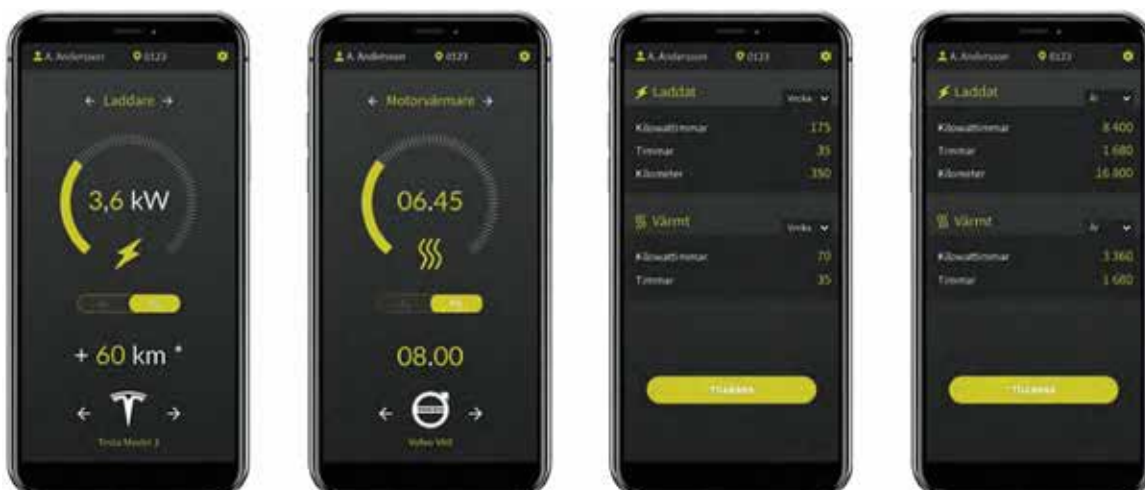 A. Andersson 0123
← Laddare →
3,6 kW
+ 60 km *
← →
Tesla Model 3
A. Andersson 0123
← Motorvärmare →
06.45
08.00
← →
Volvo
A. Andersson 0123
Laddat Vecka
Kilowattimmar 175
Timmar 35
Kilometer 350
Värmt Vecka
Kilowattimmar 70
Timmar 35
TILLBAKA
A. Andersson 0123
Laddat År
Kilowattimmar 8 400
Timmar 1 680
Kilometer 16 800
Värmt År
Kilowattimmar 3 360
Timmar 1 680
TILLBAKA